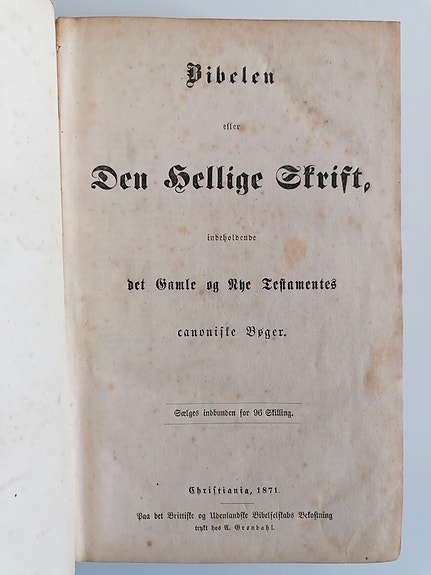 Bibelen
eller
Den Hellige Skrift,
indeholdende
det Gamle og Nye Testamentes
canoniske Bøger.
Sælges indbunden for 96 Skilling.
Christiania, 1871.
Paa det Brittiske og Udenlandske Bibelselskabs Bekostning
trykt hos C. Grøndahl.